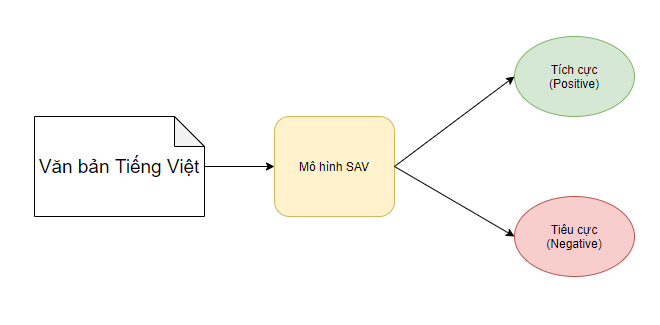 Văn bản Tiếng Việt
Mô hình SAV
Tích cực
(Positive)
Tiêu cực
(Negative)